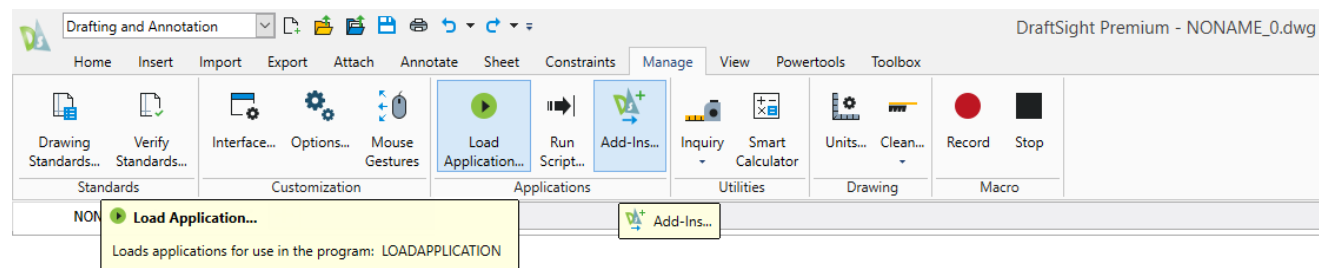 Drafting and Annotation
DraftSight Premium - NONAME_0.dwg
Home Insert Import Export Attach Annotate Sheet Constraints Manage View Powertools Toolbox
Drawing Verify Interface... Options... Mouse Load Run Add-Ins... Inquiry Smart Units... Clean... Record Stop
Standards... Standards... Gestures Application... Script... Calculator
Standards Customization Applications Utilities Drawing Macro
NON
Load Application...
Add-Ins...
Loads applications for use in the program: LOADAPPLICATION